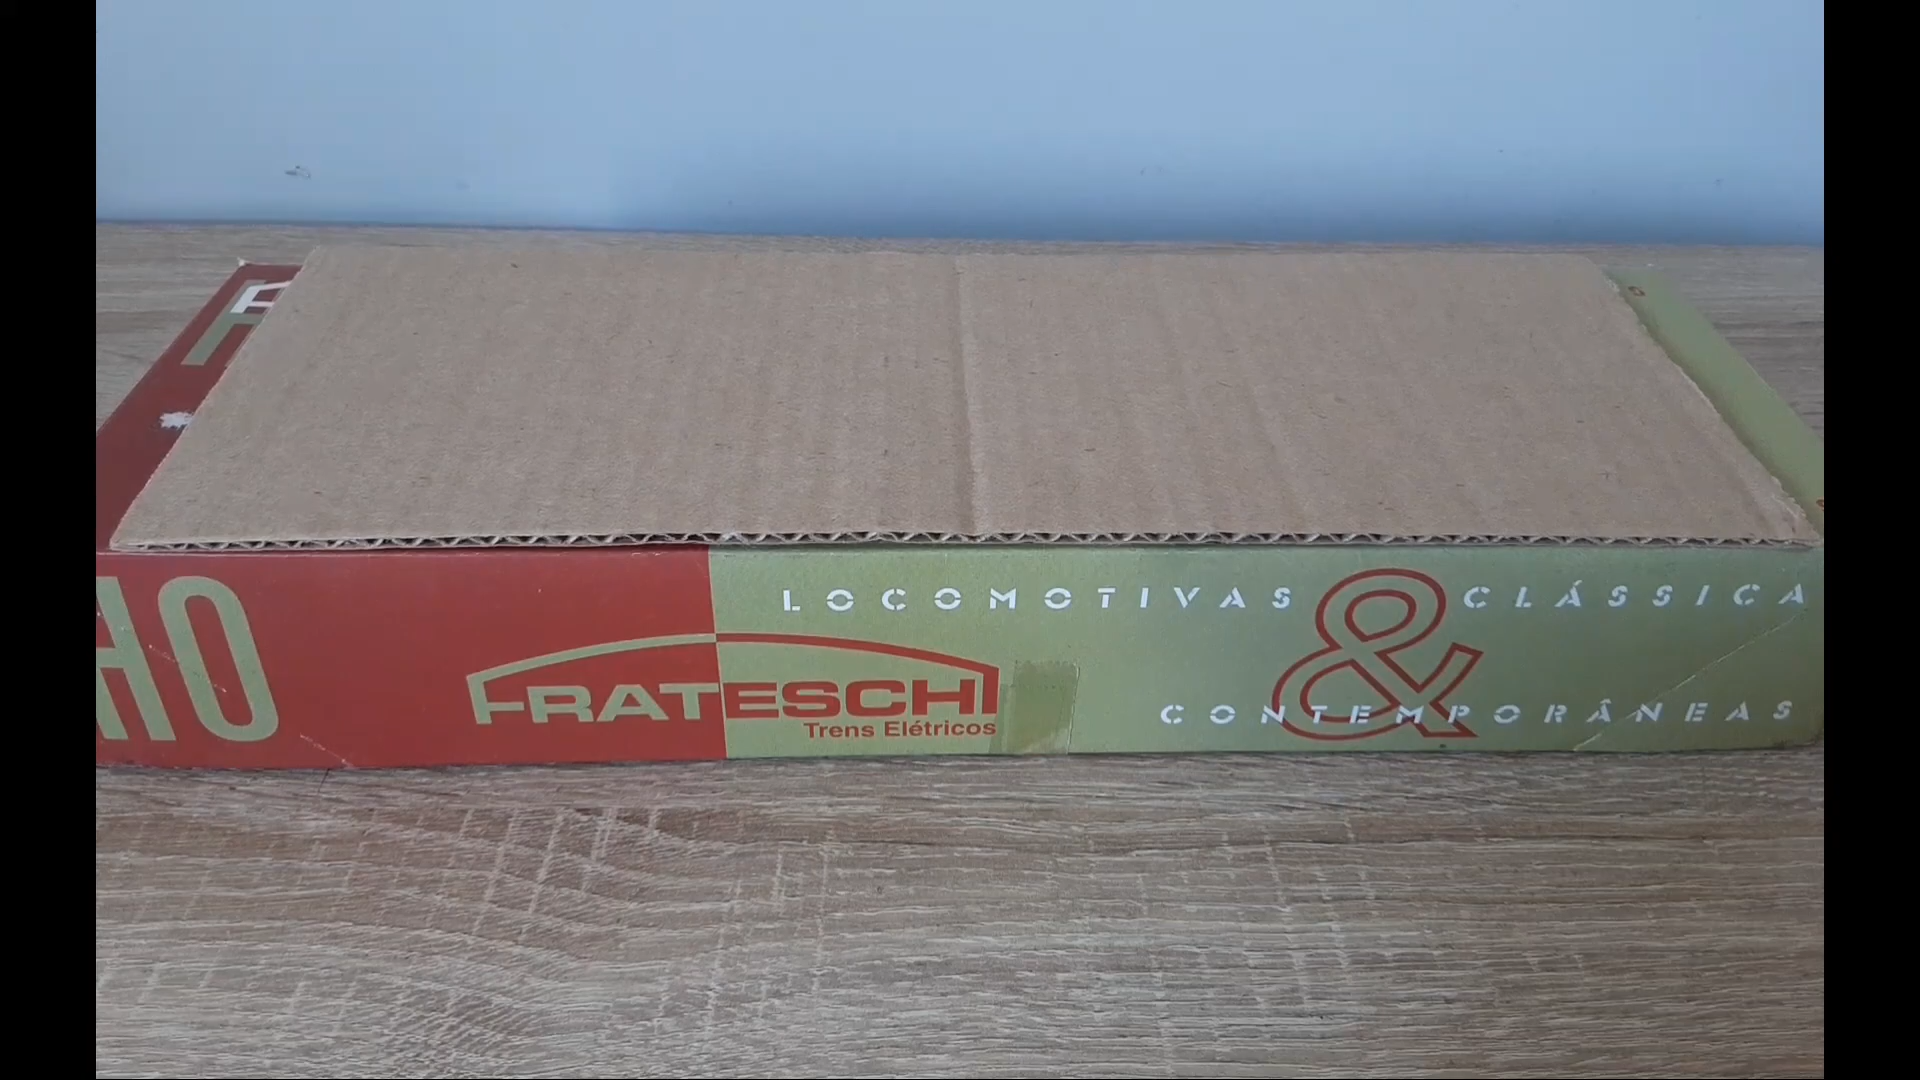 HO
FRATESCHI
Trens Elétricos
LOCOMOTIVAS & CLÁSSICA
CONTEMPORÂNEAS